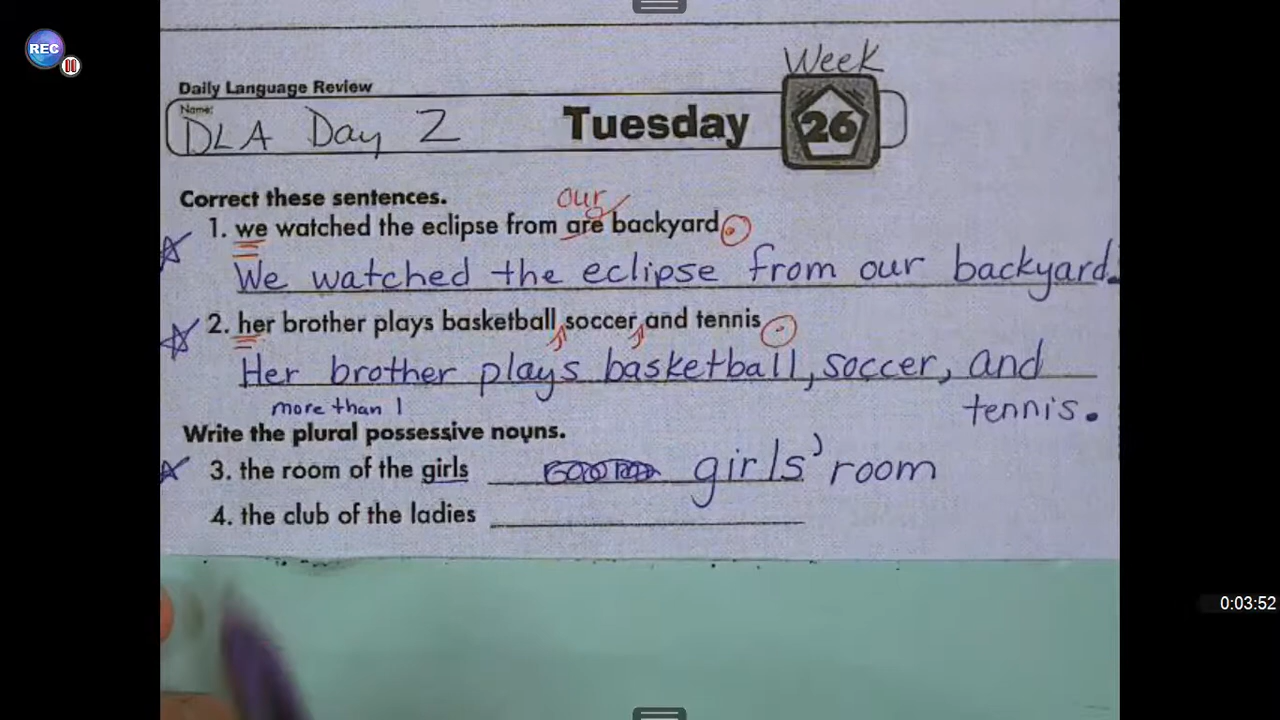 REC
Week
Daily Language Review
Name:
DLA Day 2 Tuesday 26
Correct these sentences.
our
1. we watched the eclipse from are backyard.
We watched the eclipse from our backyard.
2. her brother plays basketball, soccer, and tennis.
Her brother plays basketball, soccer, and
tennis.
more than 1
Write the plural possessive nouns.
3. the room of the girls girls' room
4. the club of the ladies
0:03:52